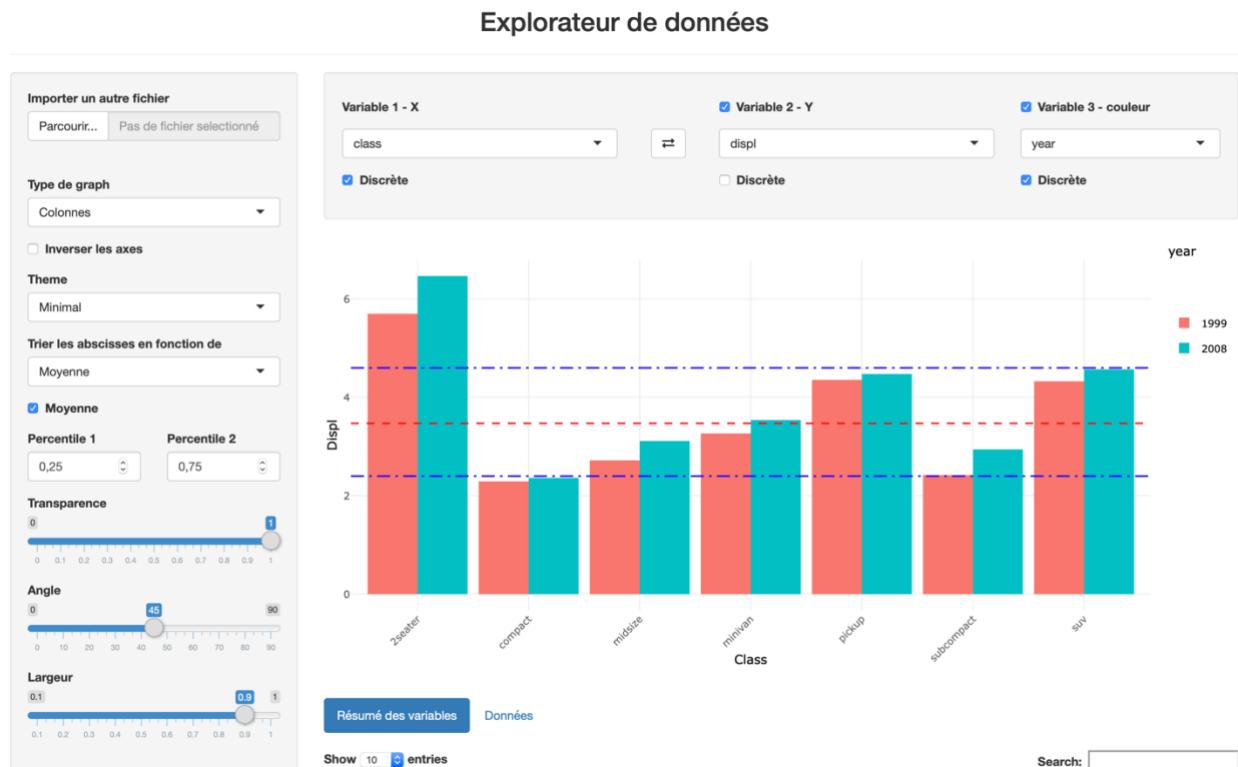 Explorateur de données
Importer un autre fichier
Parcourir... Pas de fichier selectionné
Type de graph
Colonnes
Inverser les axes
Theme
Minimal
Trier les abscisses en fonction de
Moyenne
Moyenne
Percentile 1 Percentile 2
0,25 0,75
Transparence
0 1
0 0.1 0.2 0.3 0.4 0.5 0.6 0.7 0.8 0.9 1
Angle
0 45 90
0 10 20 30 40 50 60 70 80 90
Largeur
0.1 0.9 1
0.1 0.2 0.3 0.4 0.5 0.6 0.7 0.8 0.9 1
Variable 1 - X Variable 2 - Y Variable 3 - couleur
class displ year
Discrète Discrète Discrète
year
1999
2008
6
4
2
0
Displ
2seater compact midsize minivan pickup subcompact suv
Class
Résumé des variables Données
Show 10 entries Search: